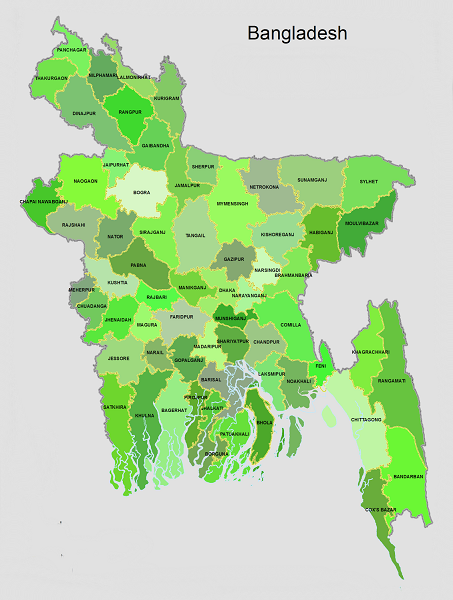 Bangladesh
PANCHAGAR
THAKURGAON
NILPHAMARI
LALMONIRHAT
KURIGRAM
DINAJPUR
RANGPUR
GAIBANDHA
JAIPURHAT
SHERPUR
NAOGON
BOGRA
JAMALPUR
NETROKONA
SUNAMGANJ
SYLHET
CHAPAI NAWABGANJ
MYMENSINGH
RAJSHANI
NATOR
SIRAJGANJ
TANGAIL
KISHOREGANJ
HABIGANJ
MOULVIBAZAR
PABNA
GAZIPUR
NARSINGDI
BRAHMANBARIA
MEHERPUR
KUSHTIA
MANIKGANJ
DHAKA
NARAYANGANJ
CHUADANGA
RAJBARI
JHENAIDAH
MAGURA
FARIDPUR
MUNSHIGANJ
COMILLA
JESSORE
NARAIL
GOPALGANJ
MADARIPUR
SHARIYATPUR
CHANDPUR
KHAGRACHHARI
LAKSMIPUR
FENI
NOAKHALI
BARISAL
RANGAMATI
SATKHIRA
KHULNA
BAGERHAT
PIROJPUR
JHALKATI
PATUAKHALI
BHOLA
CHITTAGONG
BORGUNA
BANDARBAN
COX'S BAZAR